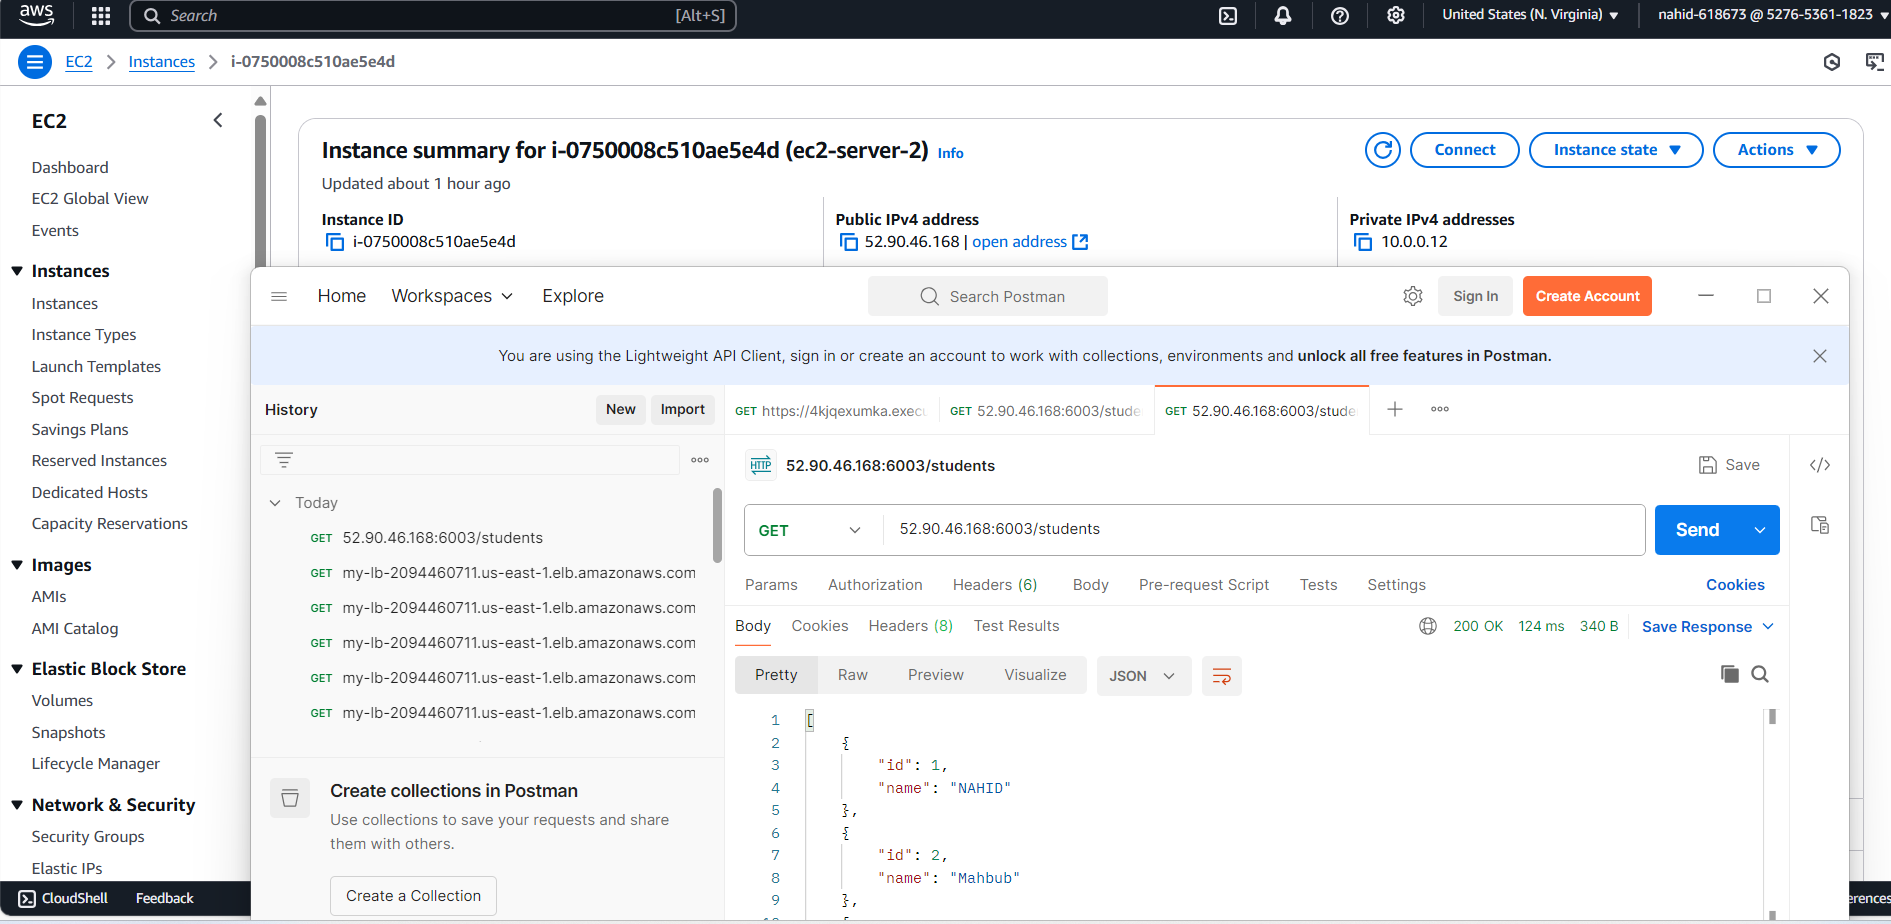 aws
Search
[Alt+S]
United States (N. Virginia)
nahid-618673 @ 5276-5361-1823
EC2
Instances
i-0750008c510ae5e4d
EC2
Dashboard
EC2 Global View
Events
Instances
Instances
Instance Types
Launch Templates
Spot Requests
Savings Plans
Reserved Instances
Dedicated Hosts
Capacity Reservations
Images
AMIs
AMI Catalog
Elastic Block Store
Volumes
Snapshots
Lifecycle Manager
Network & Security
Security Groups
Elastic IPs
CloudShell
Feedback
Instance summary for i-0750008c510ae5e4d (ec2-server-2) Info
Updated about 1 hour ago
Connect
Instance state
Actions
Instance ID
i-0750008c510ae5e4d
Public IPv4 address
52.90.46.168 | open address
Private IPv4 addresses
10.0.0.12
Home
Workspaces
Explore
Search Postman
Sign In
Create Account
You are using the Lightweight API Client, sign in or create an account to work with collections, environments and unlock all free features in Postman.
History
New
Import
Today
GET 52.90.46.168:6003/students
GET my-lb-2094460711.us-east-1.elb.amazonaws.com
GET my-lb-2094460711.us-east-1.elb.amazonaws.com
GET my-lb-2094460711.us-east-1.elb.amazonaws.com
GET my-lb-2094460711.us-east-1.elb.amazonaws.com
GET my-lb-2094460711.us-east-1.elb.amazonaws.com
Create collections in Postman
Use collections to save your requests and share
them with others.
Create a Collection
GET https://4kjqexumka.execu
GET 52.90.46.168:6003/stude
GET 52.90.46.168:6003/stude
HTTP 52.90.46.168:6003/students
Save
GET
52.90.46.168:6003/students
Send
Params
Authorization
Headers (6)
Body
Pre-request Script
Tests
Settings
Cookies
Body
Cookies
Headers (8)
Test Results
200 OK
124 ms
340 B
Save Response
Pretty
Raw
Preview
Visualize
JSON
1 [
2 {
3 "id": 1,
4 "name": "NAHID"
5 },
6 {
7 "id": 2,
8 "name": "Mahbub"
9 },
erences